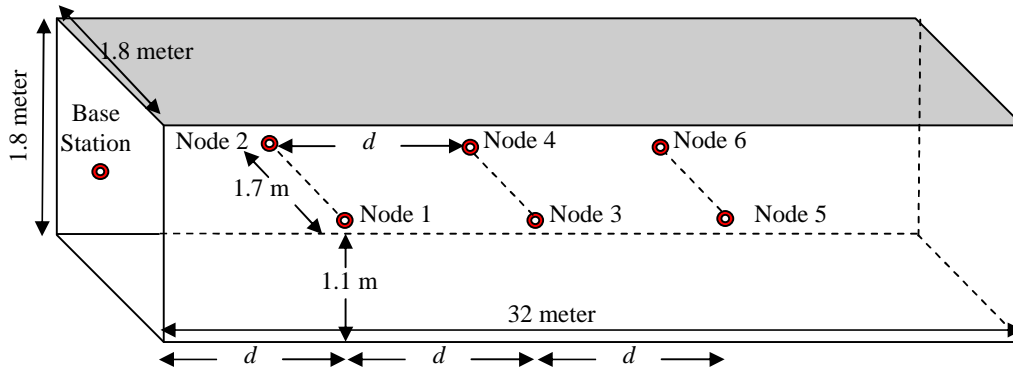 1.8 meter
1.8 meter
Base
Station
Node 2
d
Node 4
Node 6
1.7 m
Node 1
Node 3
Node 5
1.1 m
32 meter
d
d
d